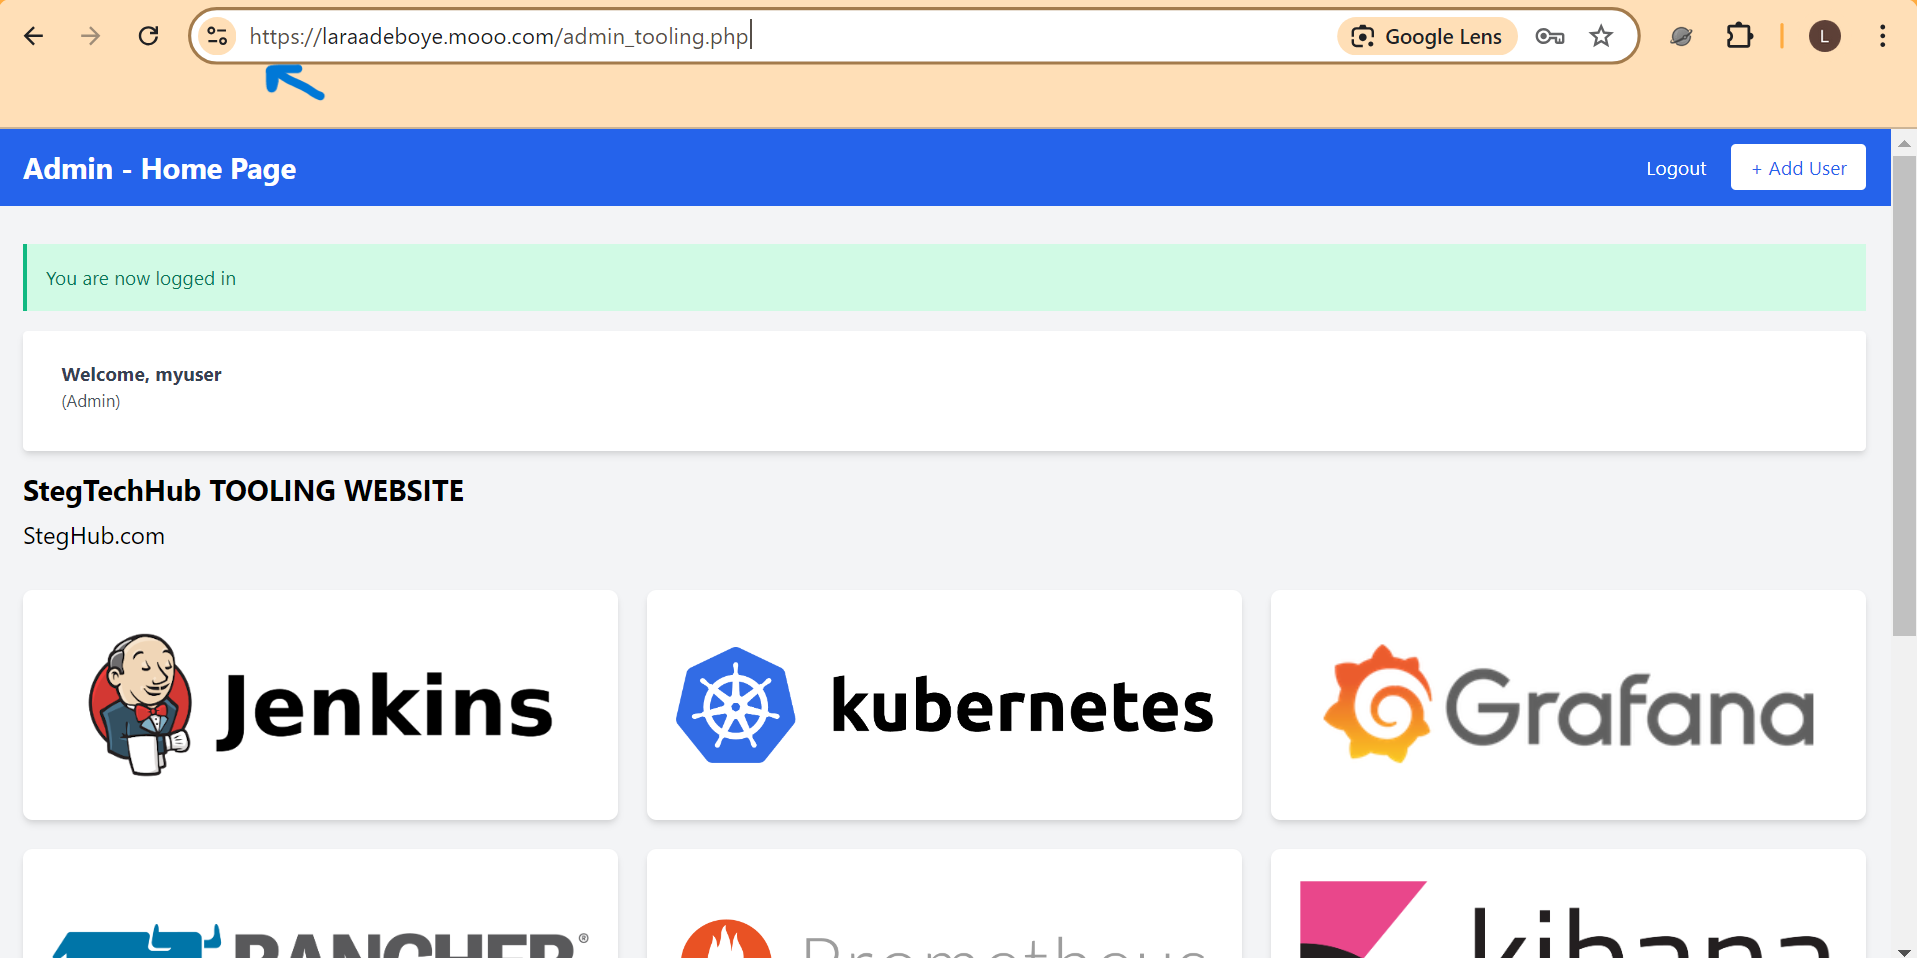 https://laraadeboye.mooo.com/admin_tooling.php
Google Lens
L
Admin - Home Page
Logout
+ Add User
You are now logged in
Welcome, myuser
(Admin)
StegTechHub TOOLING WEBSITE
StegHub.com
Jenkins
kubernetes
Grafana
RANCHER®
Prometheus
kibana